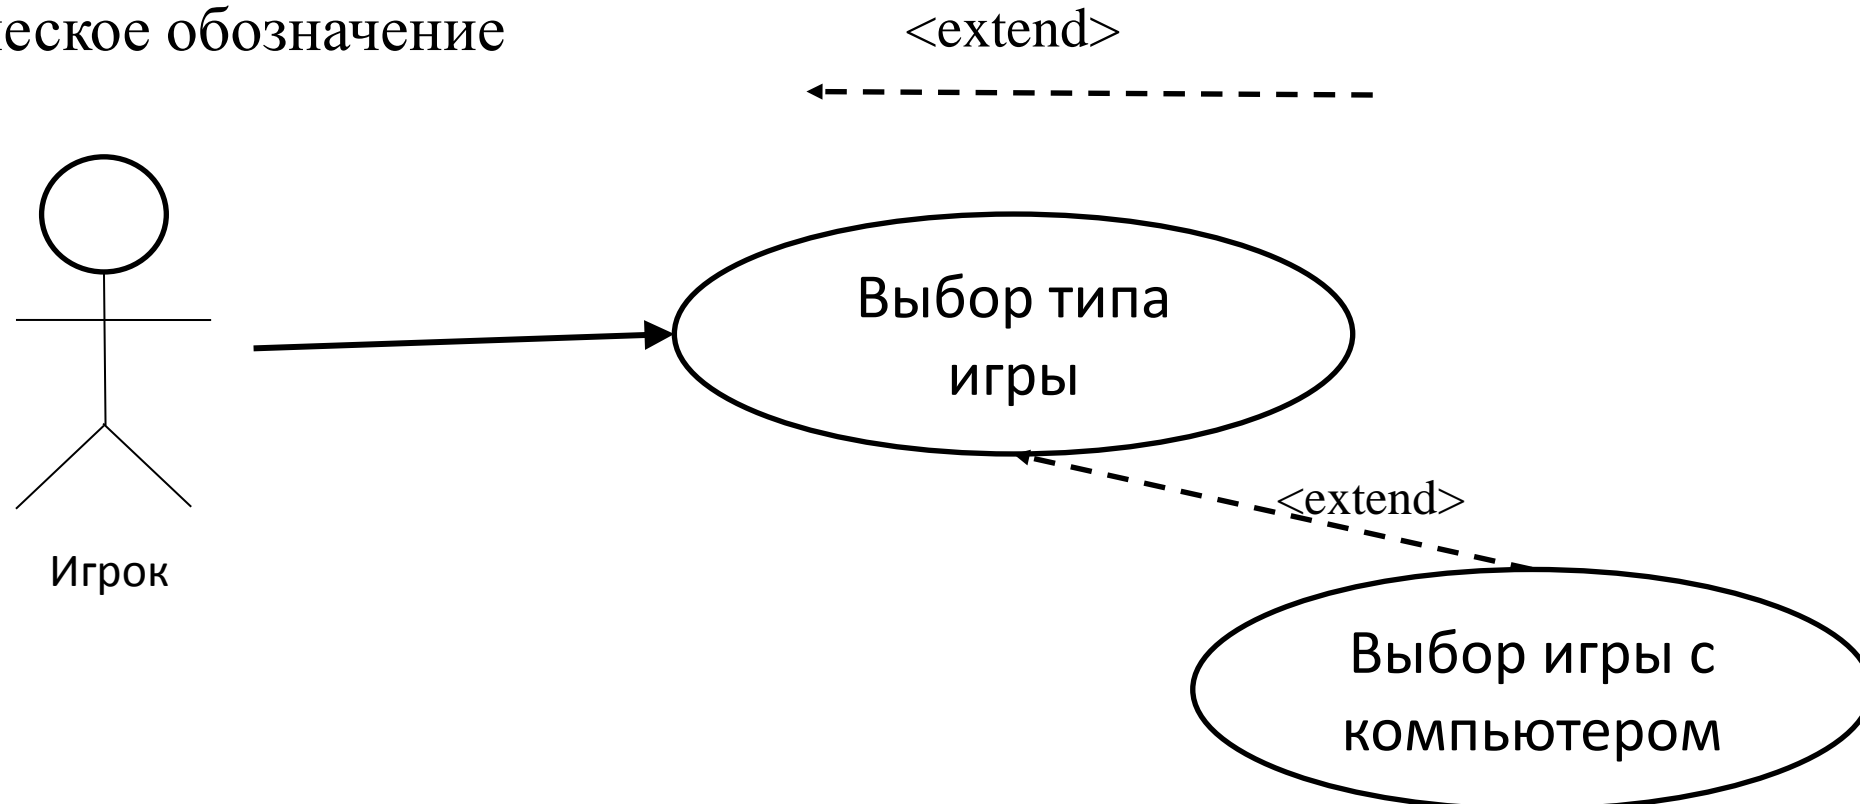 еское обозначение
<extend>
Выбор типа
игры
<extend>
Игрок
Выбор игры с
компьютером